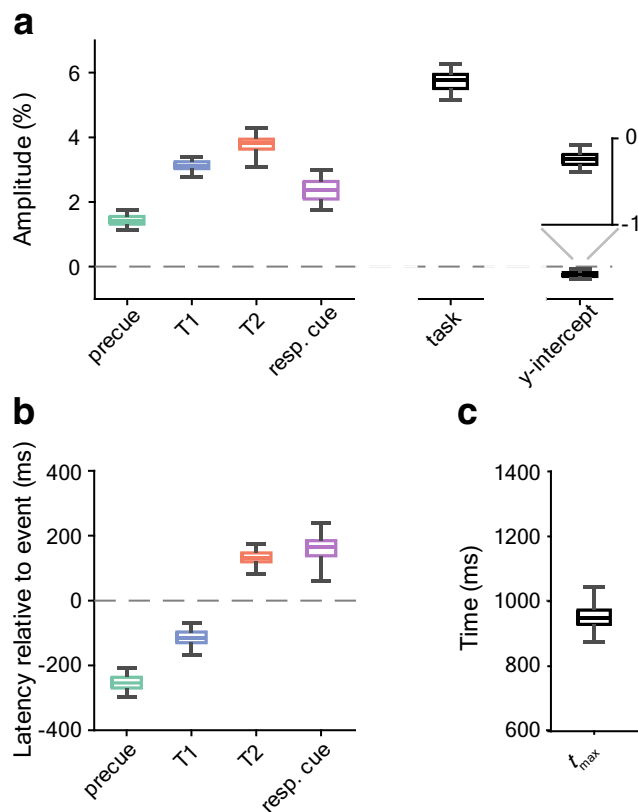 a
Amplitude (%)
6
4
2
0
0
-1
precue
T1
T2
resp. cue
task
y-intercept
b
Latency relative to event (ms)
400
200
0
-200
-400
precue
T1
T2
resp. cue
c
Time (ms)
1400
1200
1000
800
600
tmax